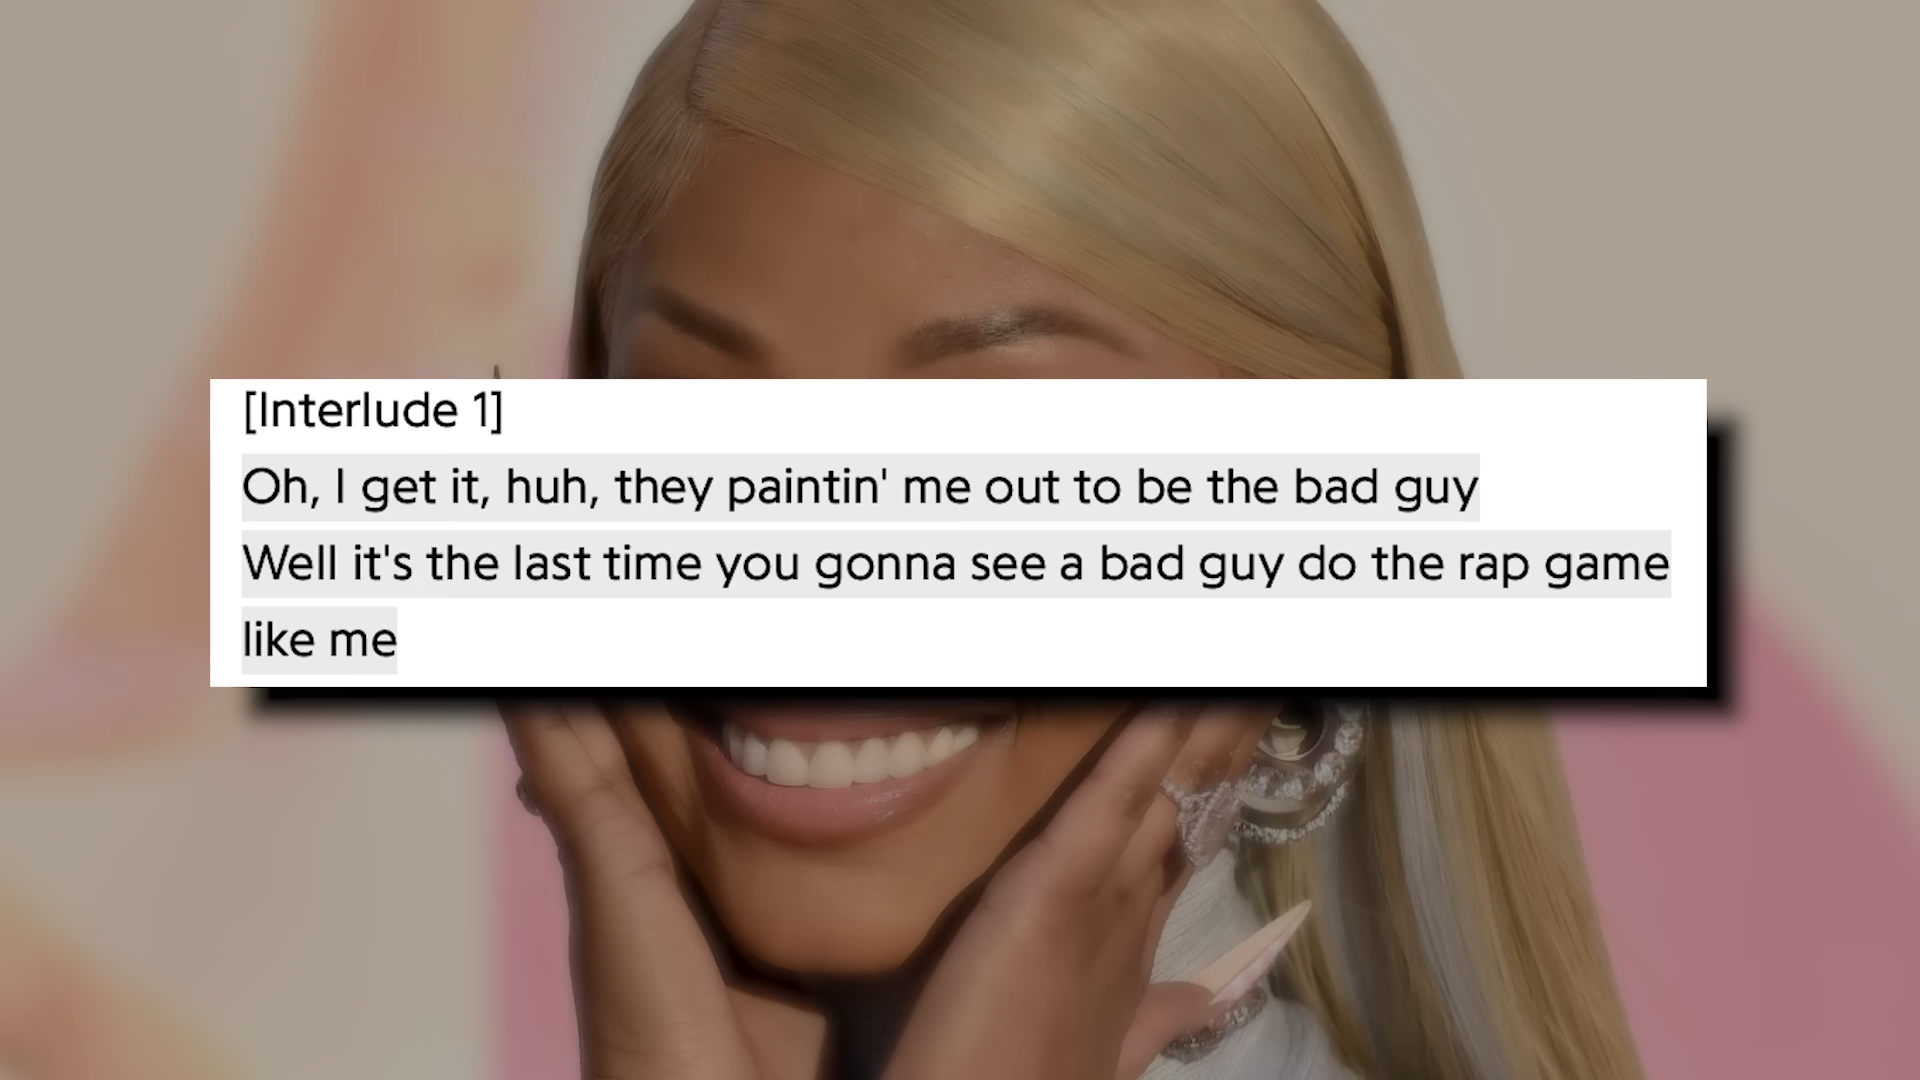 [Interlude 1]
Oh, I get it, huh, they paintin' me out to be the bad guy
Well it's the last time you gonna see a bad guy do the rap game
like me